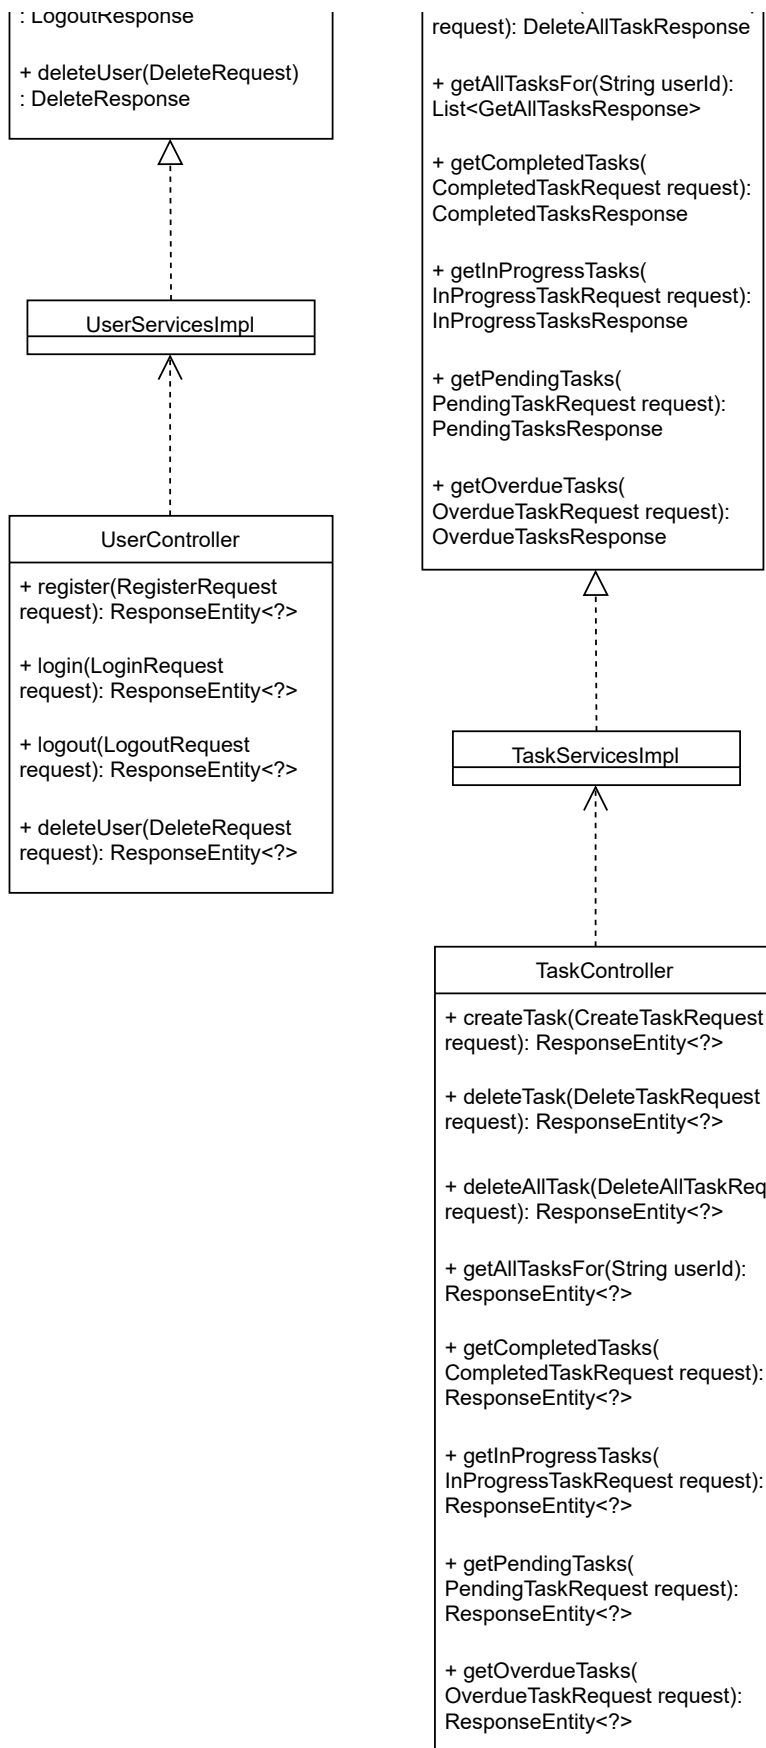 : LogoutResponse
+ deleteUser(DeleteRequest)
: DeleteResponse
UserServicesImpl
UserController
+ register(RegisterRequest
request): ResponseEntity<?>
+ login(LoginRequest
request): ResponseEntity<?>
+ logout(LogoutRequest
request): ResponseEntity<?>
+ deleteUser(DeleteRequest
request): ResponseEntity<?>
request): DeleteAllTaskResponse
+ getAllTasksFor(String userId):
List<GetAllTasksResponse>
+ getCompletedTasks(
CompletedTaskRequest request):
CompletedTasksResponse
+ getInProgressTasks(
InProgressTaskRequest request):
InProgressTasksResponse
+ getPendingTasks(
PendingTaskRequest request):
PendingTasksResponse
+ getOverdueTasks(
OverdueTaskRequest request):
OverdueTasksResponse
TaskServicesImpl
TaskController
+ createTask(CreateTaskRequest
request): ResponseEntity<?>
+ deleteTask(DeleteTaskRequest
request): ResponseEntity<?>
+ deleteAllTask(DeleteAllTaskReq
request): ResponseEntity<?>
+ getAllTasksFor(String userId):
ResponseEntity<?>
+ getCompletedTasks(
CompletedTaskRequest request):
ResponseEntity<?>
+ getInProgressTasks(
InProgressTaskRequest request):
ResponseEntity<?>
+ getPendingTasks(
PendingTaskRequest request):
ResponseEntity<?>
+ getOverdueTasks(
OverdueTaskRequest request):
ResponseEntity<?>